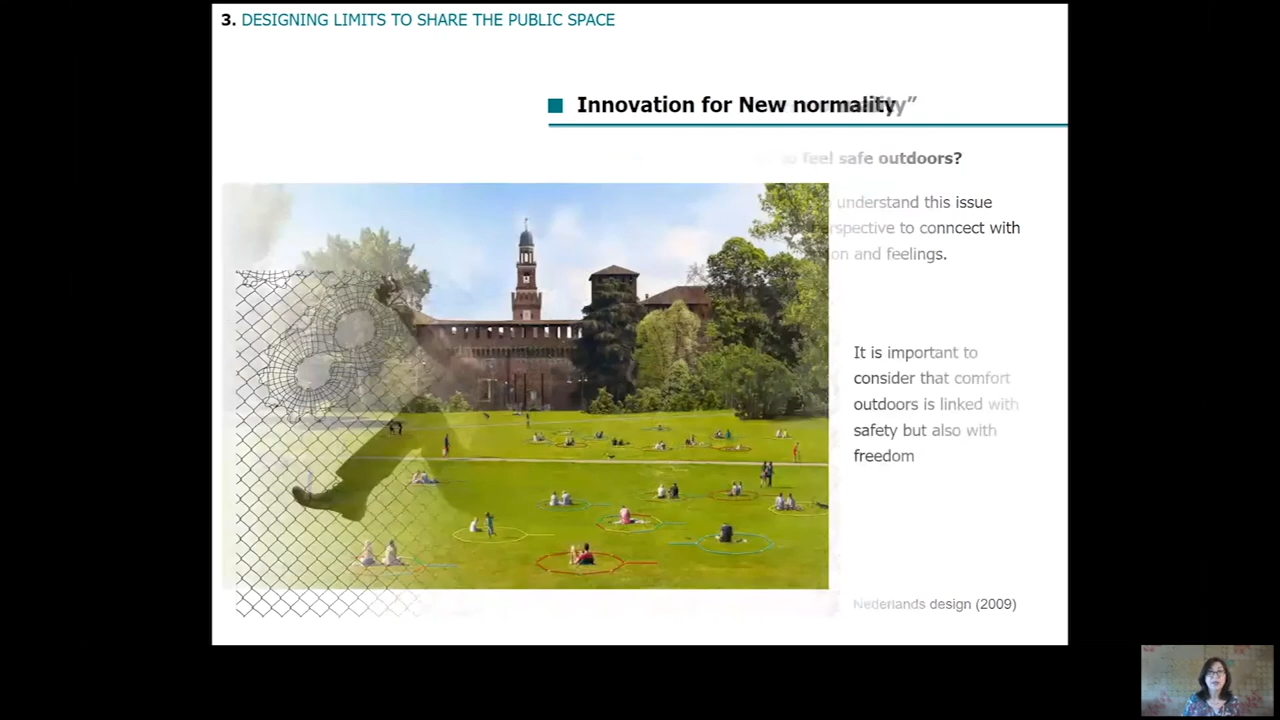 3. DESIGNING LIMITS TO SHARE THE PUBLIC SPACE
Innovation for New normality”
feel safe outdoors?
understand this issue
to conncect with
and feelings.
It is important to
consider that comfort
outdoors is linked with
safety but also with
freedom
Nederlands design (2009)